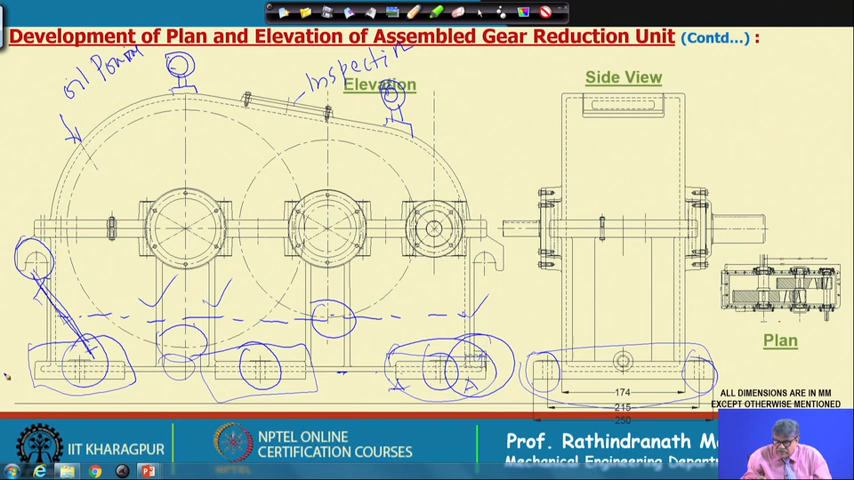 Development of Plan and Elevation of Assembled Gear Reduction Unit (Contd...) :
oil
Inspection
Elevation
Side View
Plan
174
215
250
A
A
ALL DIMENSIONS ARE IN MM
EXCEPT OTHERWISE MENTIONED
IIT KHARAGPUR
NPTEL ONLINE
CERTIFICATION COURSES
NPTEL
Prof. Rathindranath
Mechanical Engineering